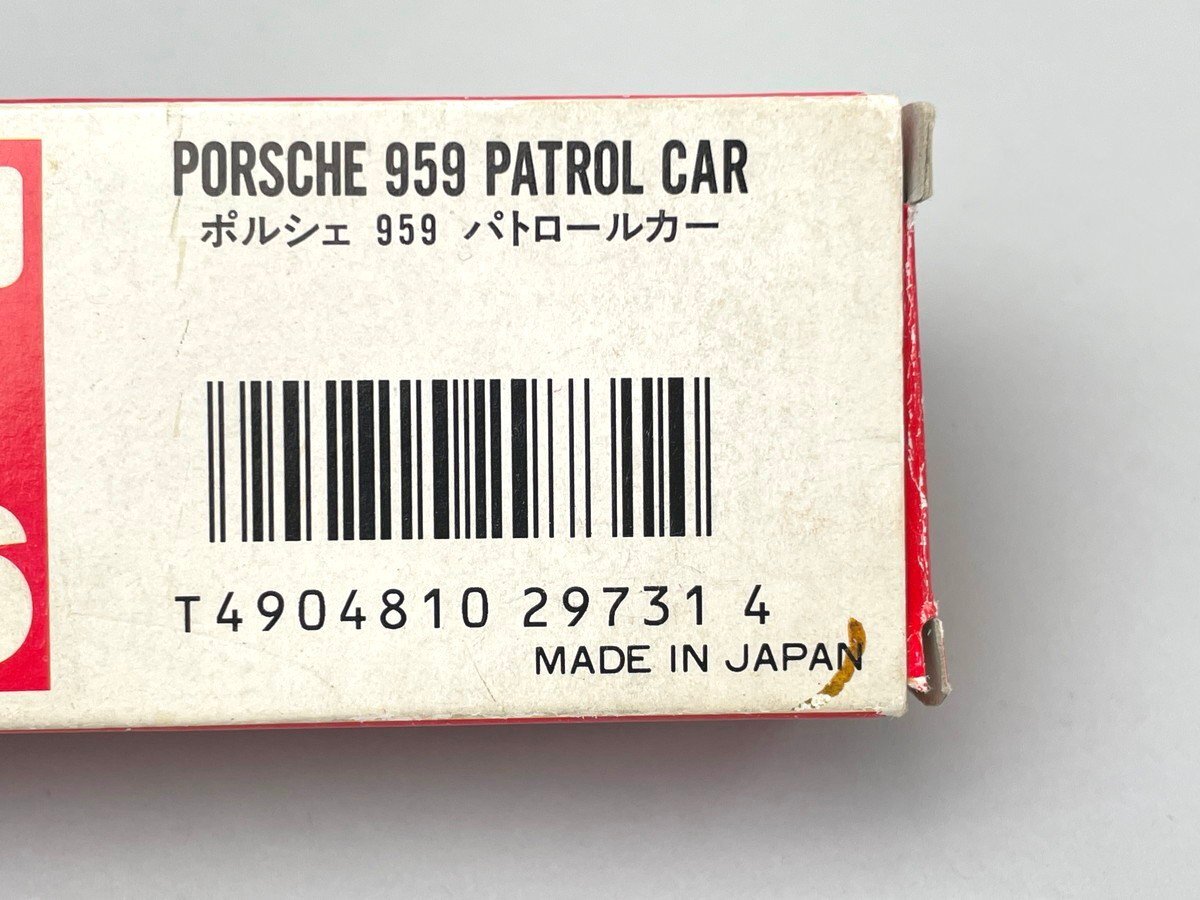 PORSCHE 959 PATROL CAR
ポルシェ 959 パトロールカー
T4904810 29731 4
MADE IN JAPAN